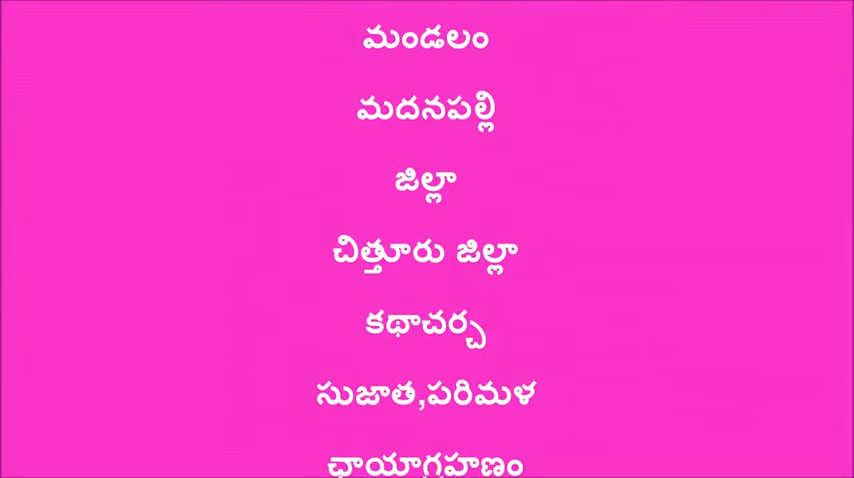 మండలం
మదనపల్లి
జిల్లా
చిత్తూరు జిల్లా
కథాచర్చ
సుజాత,పరిమళ
ఛాయాగ్రహణం